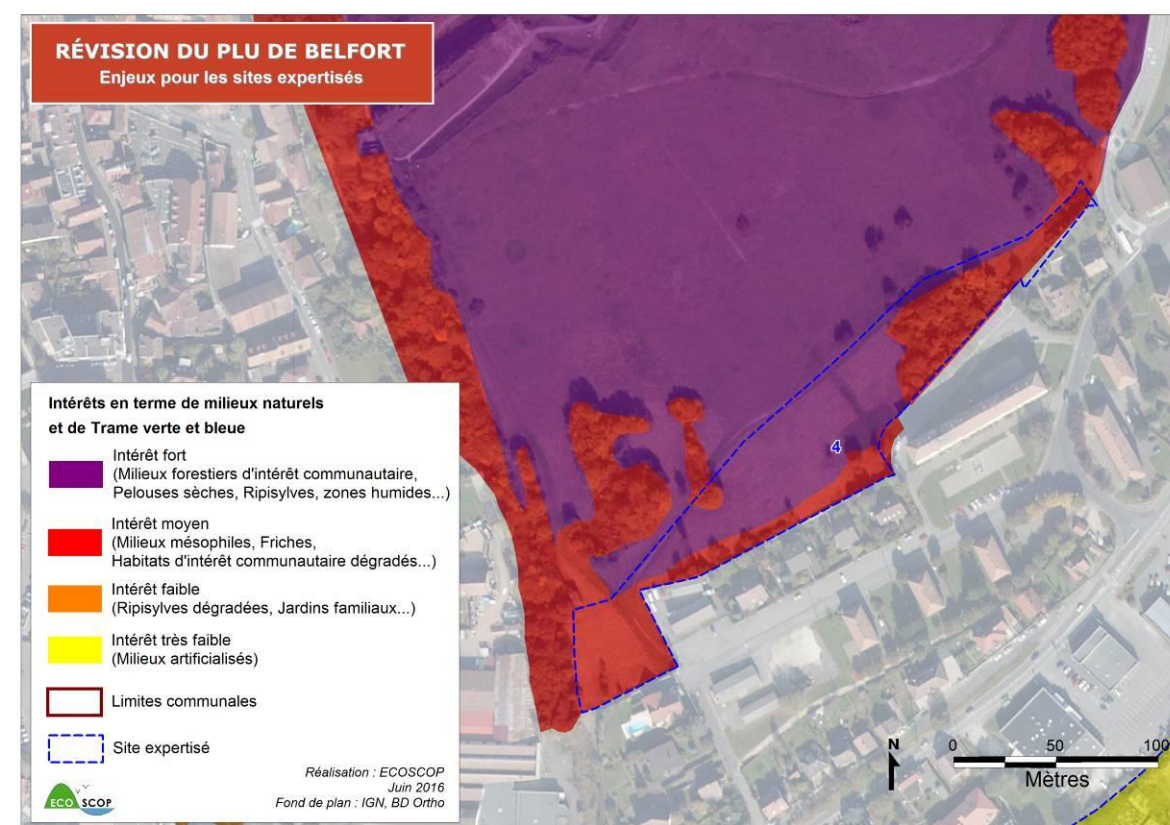 RÉVISION DU PLU DE BELFORT
Enjeux pour les sites expertisés
4
Intérêts en terme de milieux naturels
et de Trame verte et bleue
Intérêt fort
(Milieux forestiers d'intérêt communautaire,
Pelouses sèches, Ripisylves, zones humides...)
Intérêt moyen
(Milieux mésophiles, Friches,
Habitats d'intérêt communautaire dégradés...)
Intérêt faible
(Ripisylves dégradées, Jardins familiaux...)
Intérêt très faible
(Milieux artificialisés)
Limites communales
Site expertisé
Réalisation : ECOSCOP
Juin 2016
Fond de plan : IGN, BD Ortho
ECO SCOP
N
0 50 100
Mètres